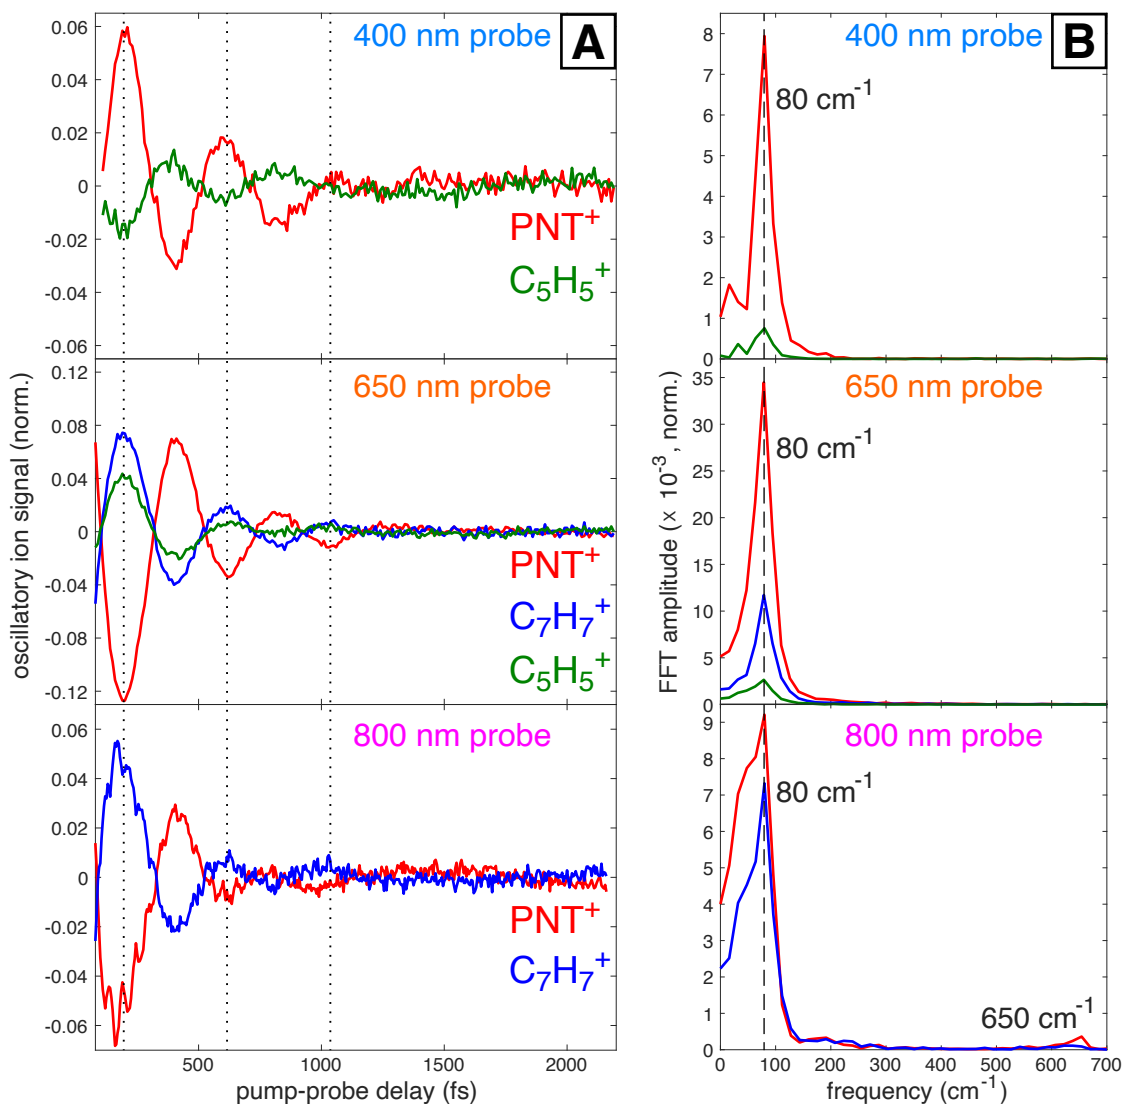 400 nm probe
A
0.06
0.04
0.02
0
-0.02
-0.04
-0.06
PNT⁺
C₅H₅⁺
650 nm probe
0.12
0.08
0.04
0
-0.04
-0.08
-0.12
PNT⁺
C₇H₇⁺
C₅H₅⁺
800 nm probe
0.06
0.04
0.02
0
-0.02
-0.04
-0.06
PNT⁺
C₇H₇⁺
oscillatory ion signal (norm.)
500
1000
1500
2000
pump-probe delay (fs)
400 nm probe
B
8
7
6
5
4
3
2
1
0
80 cm⁻¹
650 nm probe
35
30
25
20
15
10
5
0
80 cm⁻¹
800 nm probe
9
8
7
6
5
4
3
2
1
0
80 cm⁻¹
650 cm⁻¹
FFT amplitude (× 10⁻³, norm.)
0
100
200
300
400
500
600
700
frequency (cm⁻¹)